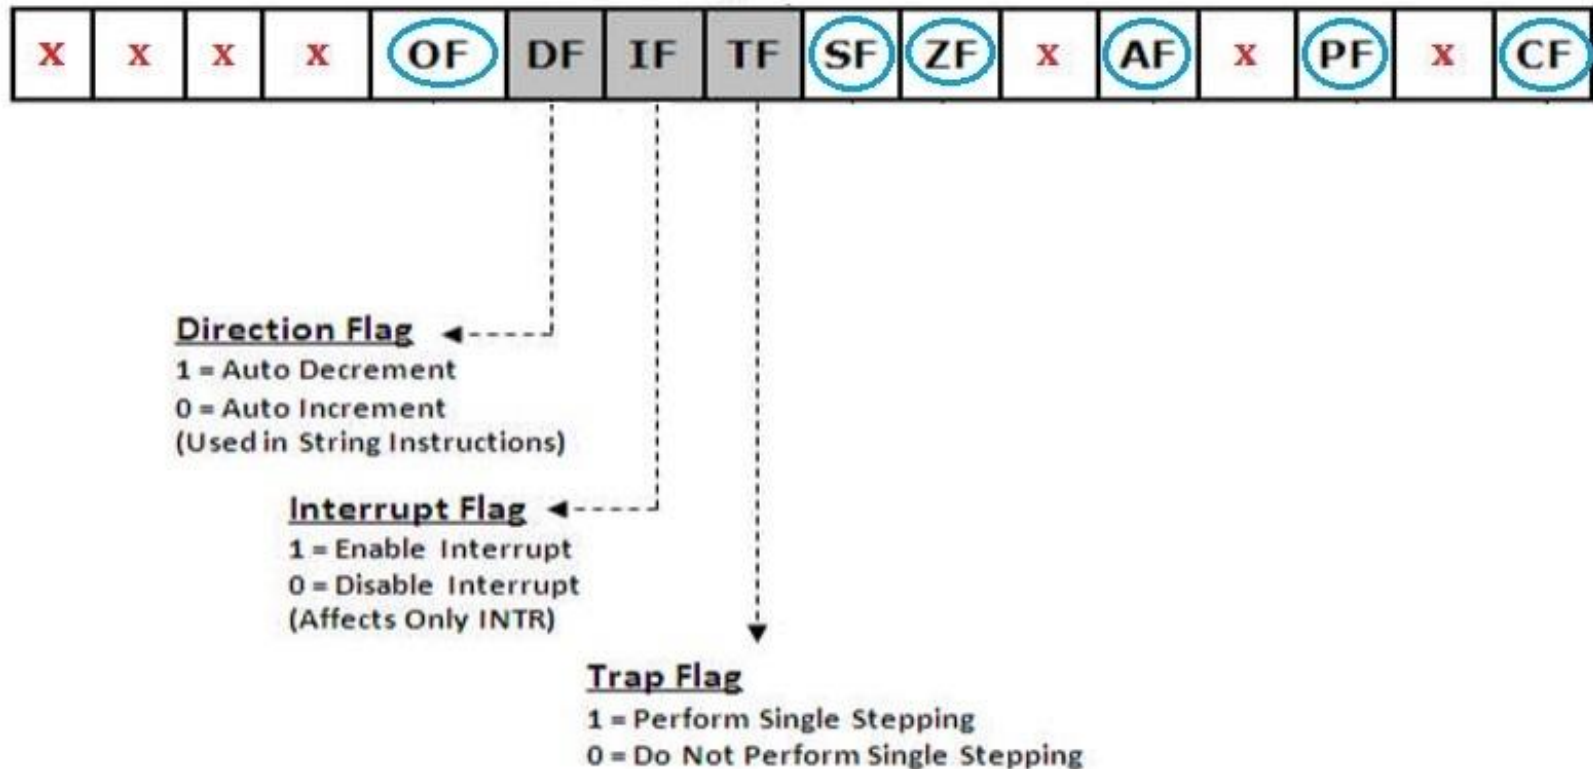 x x x x OF DF IF TF SF ZF x AF x PF x CF
Direction Flag
1 = Auto Decrement
0 = Auto Increment
(Used in String Instructions)
Interrupt Flag
1 = Enable Interrupt
0 = Disable Interrupt
(Affects Only INTR)
Trap Flag
1 = Perform Single Stepping
0 = Do Not Perform Single Stepping